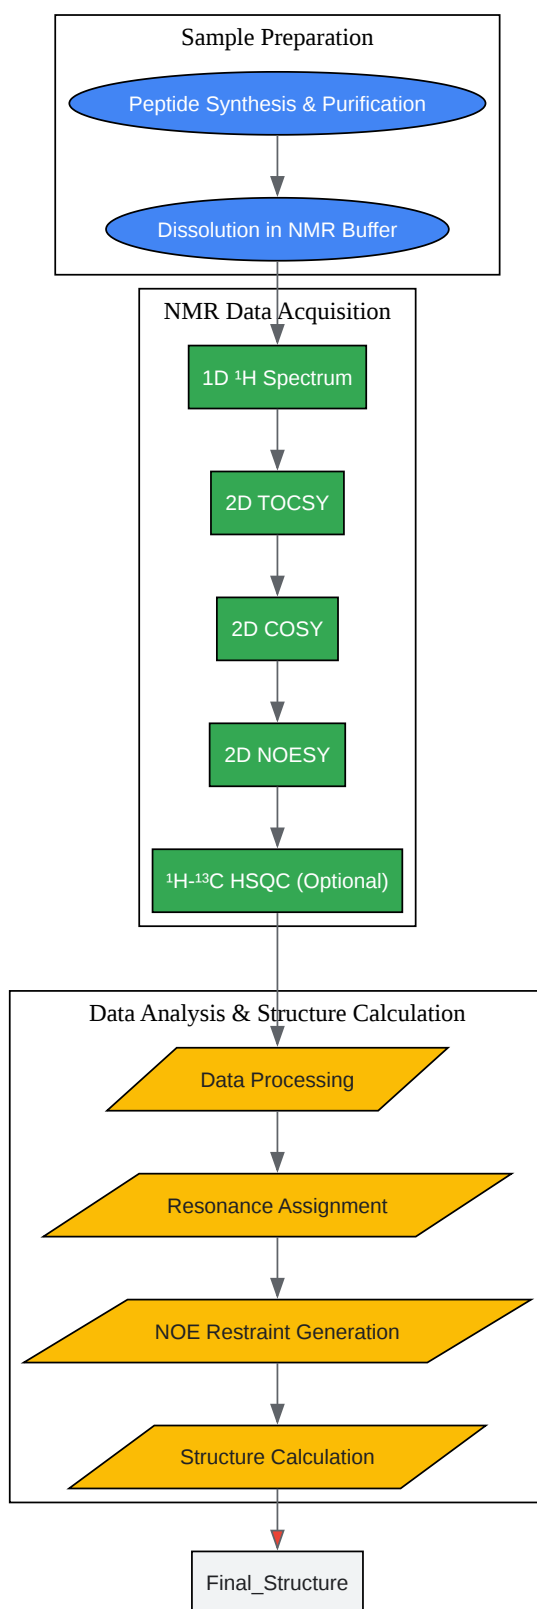 Sample Preparation
Peptide Synthesis & Purification
Dissolution in NMR Buffer
NMR Data Acquisition
1D ¹H Spectrum
2D TOCSY
2D COSY
2D NOESY
¹H-¹³C HSQC (Optional)
Data Analysis & Structure Calculation
Data Processing
Resonance Assignment
NOE Restraint Generation
Structure Calculation
Final_Structure